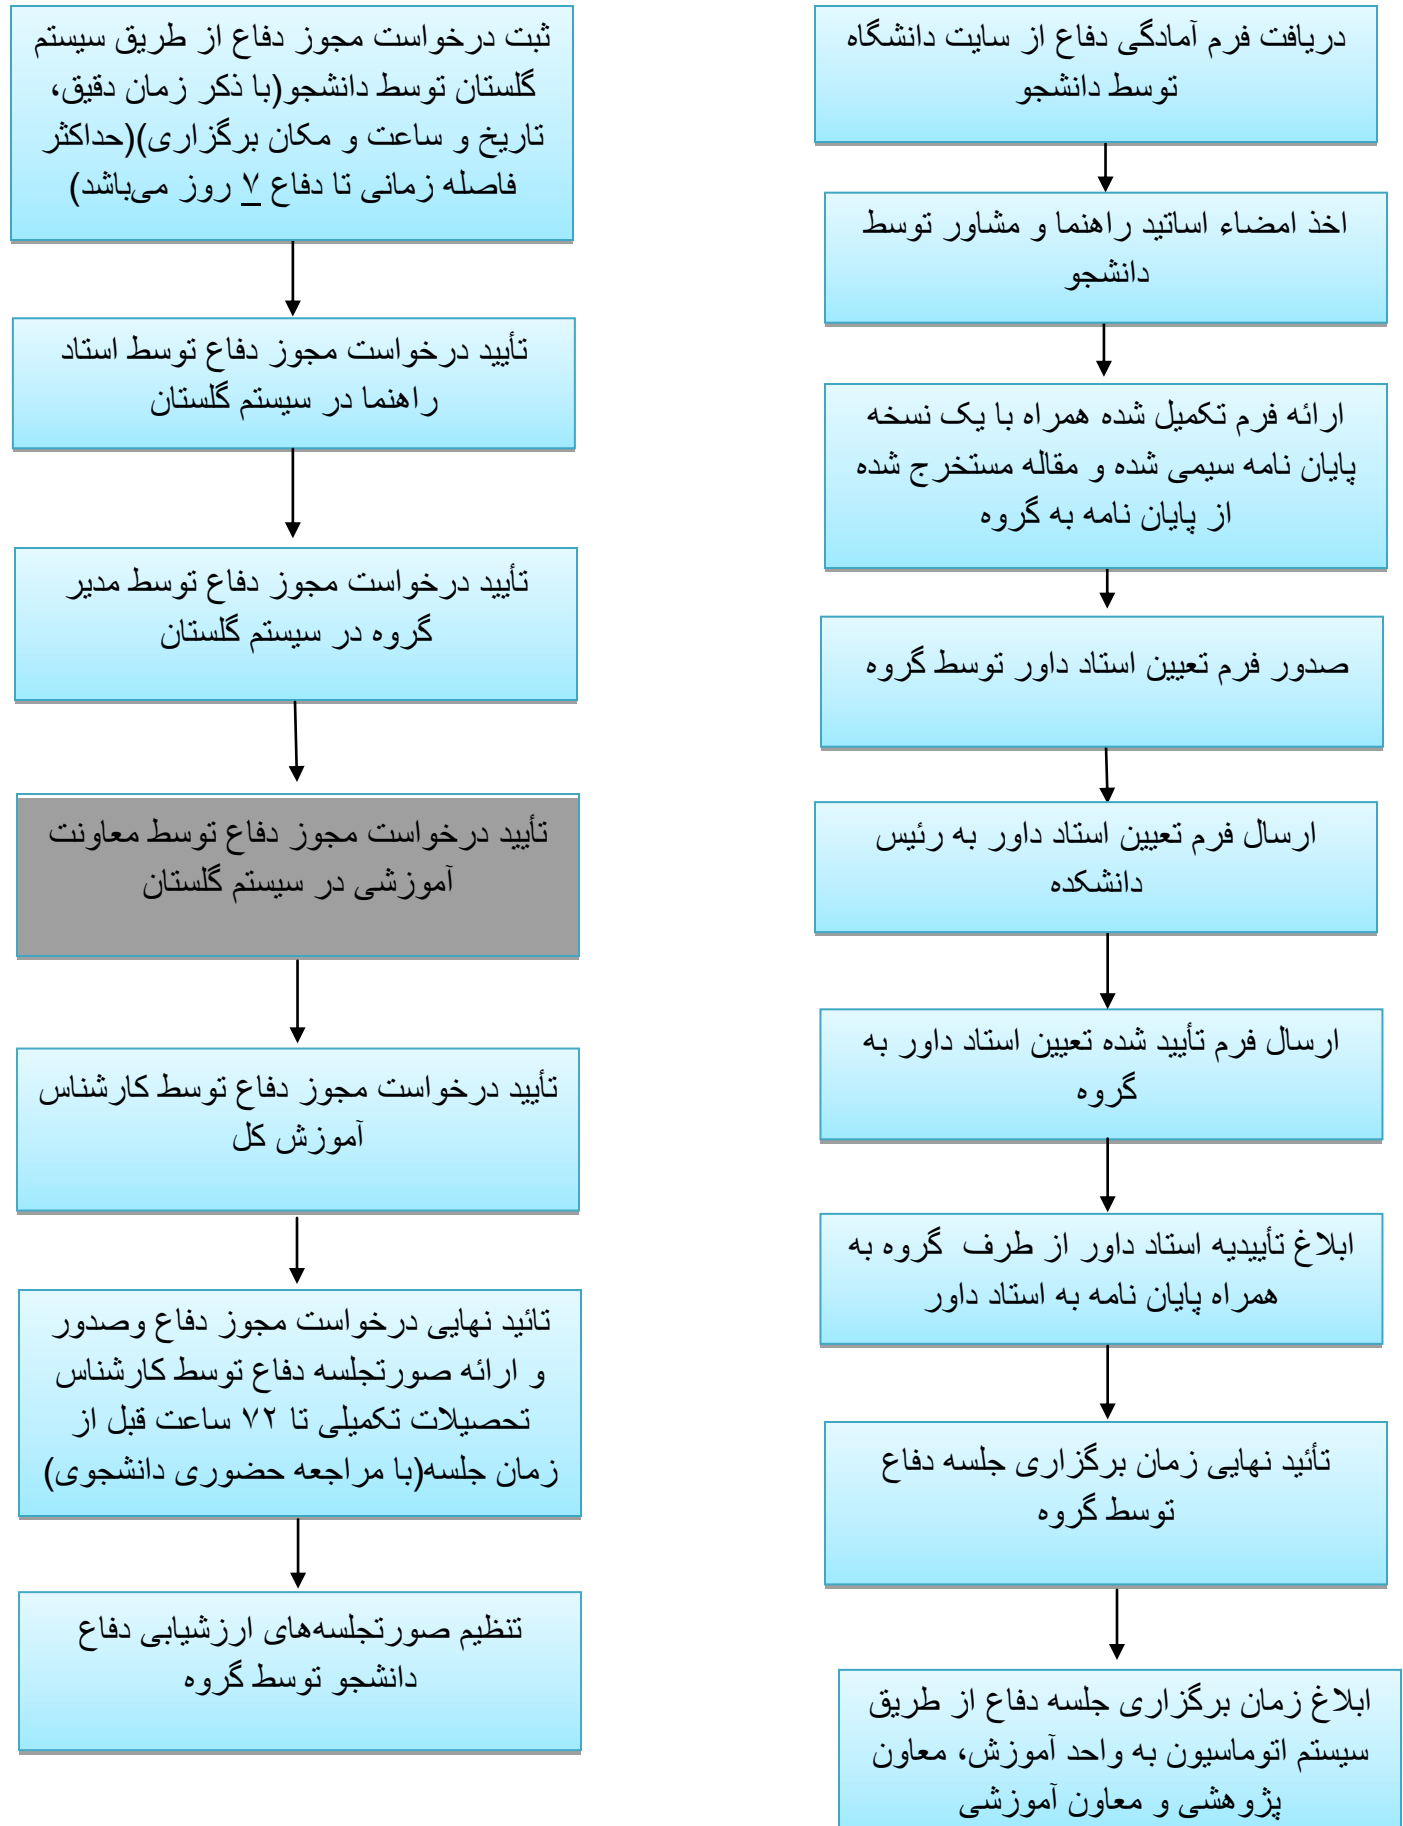 دریافت فرم آمادگی دفاع از سایت دانشگاه
توسط دانشجو
اخذ امضاء اساتید راهنما و مشاور توسط
دانشجو
ارائه فرم تکمیل شده همراه با یک نسخه
پایان نامه سیمی شده و مقاله مستخرج شده
از پایان نامه به گروه
صدور فرم تعیین استاد داور توسط گروه
ارسال فرم تعیین استاد داور به رئیس
دانشکده
ارسال فرم تأیید شده تعیین استاد داور به
گروه
ابلاغ تأییدیه استاد داور از طرف گروه به
همراه پایان نامه به استاد داور
تأئید نهایی زمان برگزاری جلسه دفاع
توسط گروه
ابلاغ زمان برگزاری جلسه دفاع از طریق
سیستم اتوماسیون به واحد آموزش، معاون
پژوهشی و معاون آموزشی
ثبت درخواست مجوز دفاع از طریق سیستم
گلستان توسط دانشجو(با ذکر زمان دقیق،
تاریخ و ساعت و مکان برگزاری)(حداکثر
فاصله زمانی تا دفاع ۷ روز می‌باشد)
تأیید درخواست مجوز دفاع توسط استاد
راهنما در سیستم گلستان
تأیید درخواست مجوز دفاع توسط مدیر
گروه در سیستم گلستان
تأیید درخواست مجوز دفاع توسط معاونت
آموزشی در سیستم گلستان
تأیید درخواست مجوز دفاع توسط کارشناس
آموزش کل
تائید نهایی درخواست مجوز دفاع وصدور
و ارائه صورتجلسه دفاع توسط کارشناس
تحصیلات تکمیلی تا ۷۲ ساعت قبل از
زمان جلسه(با مراجعه حضوری دانشجوی)
تنظیم صورتجلسه‌های ارزشیابی دفاع
دانشجو توسط گروه